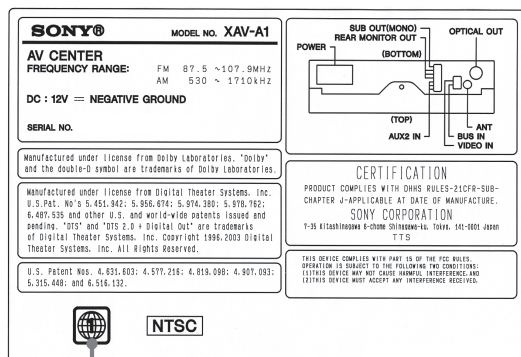 SONY®
MODEL NO. XAV-A1
AV CENTER
FREQUENCY RANGE: FM 87.5 ~107.9MHz
AM 530 ~ 1710kHz
DC : 12V ⎓ NEGATIVE GROUND
SERIAL NO.
Manufactured under license from Dolby Laboratories. "Dolby"
and the double-D symbol are trademarks of Dolby Laboratories.
Manufactured under license from Digital Theater Systems, Inc.
U.S.Pat. No's 5.451.942; 5.956.674; 5.974.380; 5.978.762;
6.487.535 and other U.S. and world-wide patents issued and
pending. "DTS" and "DTS 2.0 + Digital Out" are trademarks
of Digital Theater Systems, Inc. Copyright 1996,2003 Digital
Theater Systems, Inc. All Rights Reserved.
U.S. Patent Nos. 4.631.603; 4.577.216; 4.819.098; 4.907.093;
5.315.448; and 6.516.132.
1
NTSC
SUB OUT(MONO)
REAR MONITOR OUT
OPTICAL OUT
POWER
(BOTTOM)
(TOP)
AUX2 IN
ANT
BUS IN
VIDEO IN
CERTIFICATION
PRODUCT COMPLIES WITH DHHS RULES-21CFR-SUB-
CHAPTER J-APPLICABLE AT DATE OF MANUFACTURE.
SONY CORPORATION
7-35 Kitashinagawa 6-chome Shinagawa-ku, Tokyo, 141-0001 Japan
TTS
THIS DEVICE COMPLIES WITH PART 15 OF THE FCC RULES.
OPERATION IS SUBJECT TO THE FOLLOWING TWO CONDITIONS:
(1)THIS DEVICE MAY NOT CAUSE HARMFUL INTERFERENCE,AND
(2)THIS DEVICE MUST ACCEPT ANY INTERFERENCE RECEIVED,